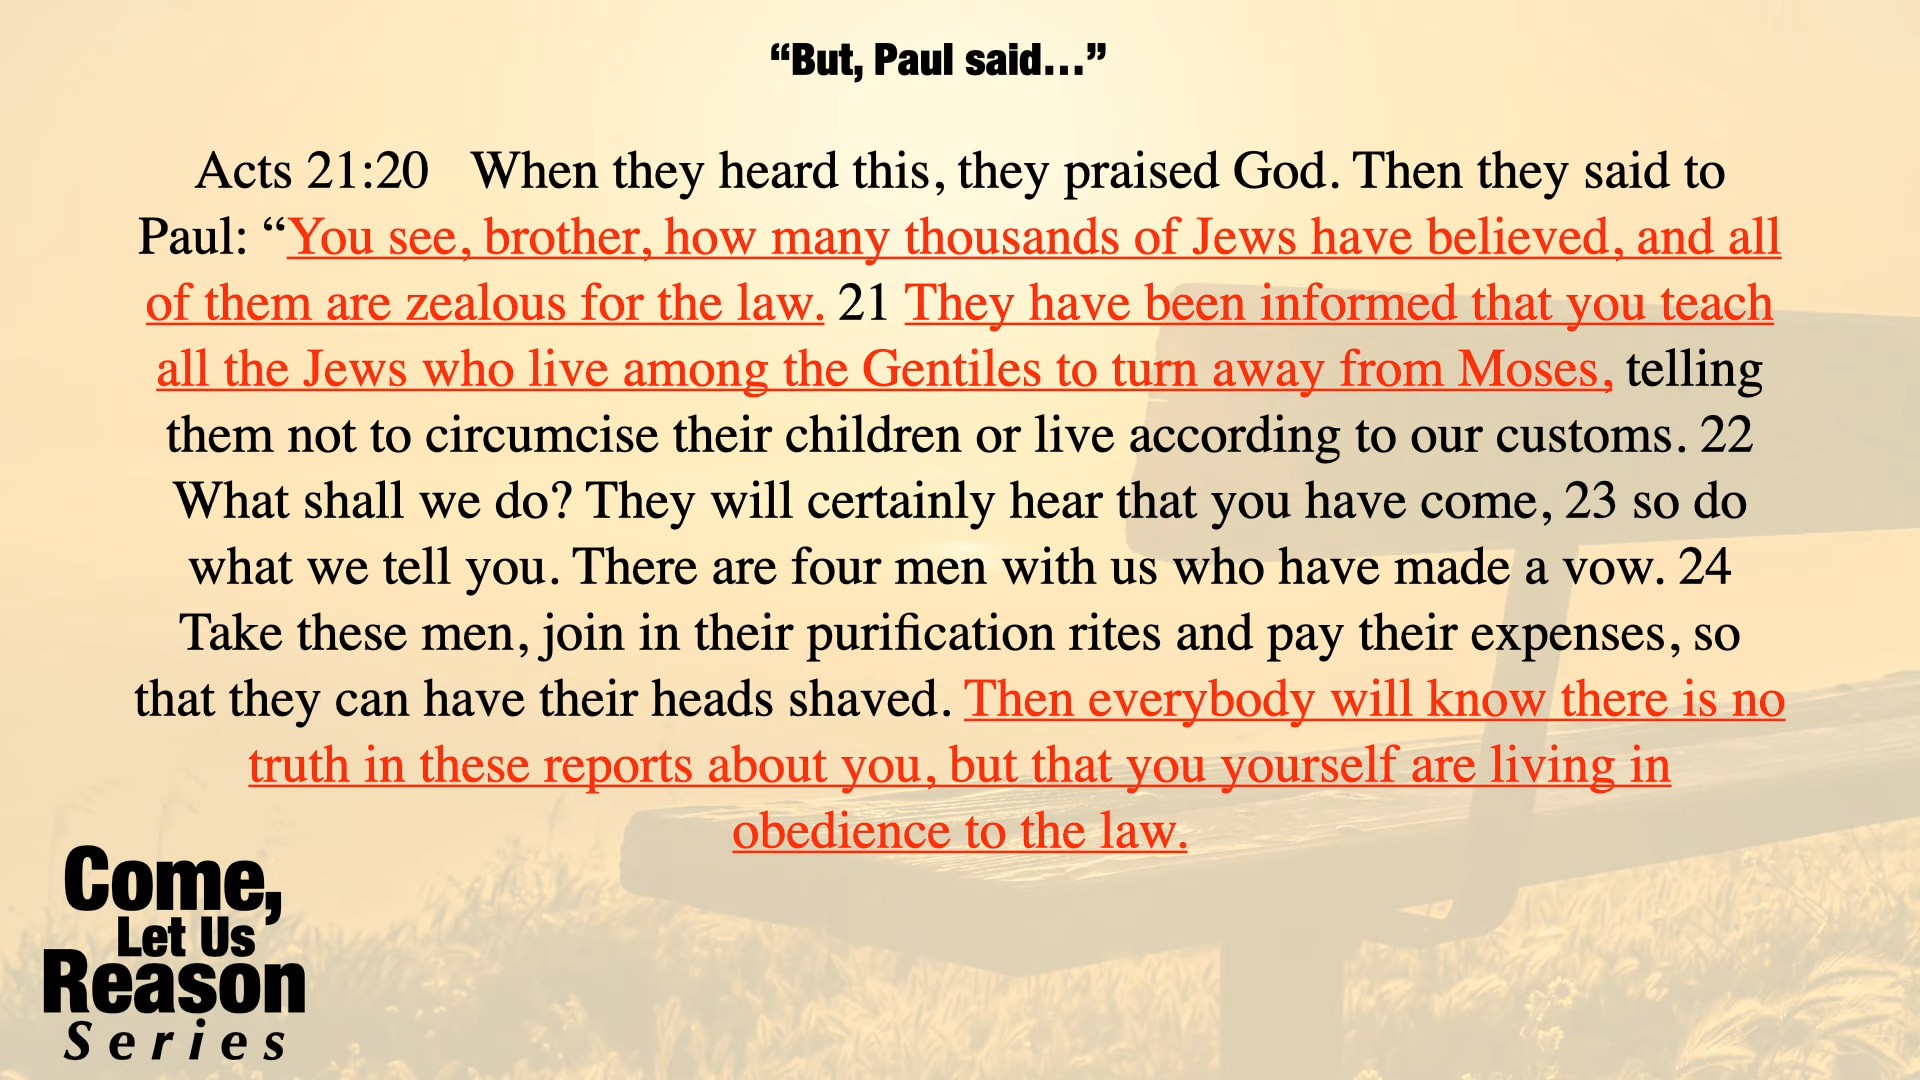 “But, Paul said…”
Acts 21:20   When they heard this, they praised God. Then they said to
Paul: “You see, brother, how many thousands of Jews have believed, and all
of them are zealous for the law. 21 They have been informed that you teach
all the Jews who live among the Gentiles to turn away from Moses, telling
them not to circumcise their children or live according to our customs. 22
What shall we do? They will certainly hear that you have come, 23 so do
what we tell you. There are four men with us who have made a vow. 24
Take these men, join in their purification rites and pay their expenses, so
that they can have their heads shaved. Then everybody will know there is no
truth in these reports about you, but that you yourself are living in
obedience to the law.
Come,
Let Us
Reason
Series